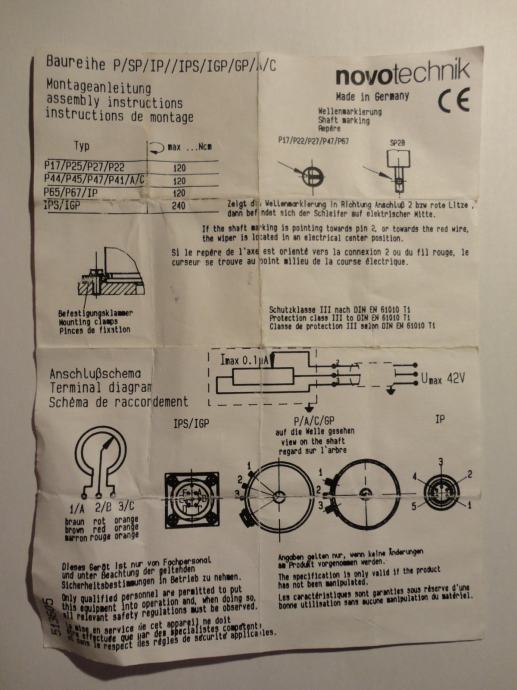 Baureihe P/SP/IP//IPS/IGP/GP/A/C
novotechnik
Montageanleitung
assembly instructions
instructions de montage
Made in Germany
CE
Wellenmarkierung
Shaft marking
Repére
P17/P22/P27/P47/P67
SP28
Typ max ...Ncm
P17/P25/P27/P22 120
P44/P45/P47/P41/A/C 120
P65/P67/IP 120
IPS/IGP 240
Zeigt die Wellenmarkierung in Richtung Anschluß 2 bzw rote Litze,
dann befindet sich der Schleifer auf elektrischer Mitte.
If the shaft marking is pointing towards pin 2, or towards the red wire,
the wiper is located in an electrical center position.
Si le repère de l'axe est orienté vers la connexion 2 ou du fil rouge, le
curseur se trouve au point milieu de la course électrique.
Befestigungsklammer
Mounting clamps
Pinces de fixation
Schutzklasse III nach DIN EN 61010 T1
Protection class III to DIN EN 61010 T1
Classe de protection III selon DIN EN 61010 T1
Anschlußschema
Terminal diagram
Schéma de raccordement
Imax 0.1µA
2
Umax 42V
IPS/IGP
P/A/C/GP
auf die Welle gesehen
view on the shaft
regard sur l'arbre
IP
1
2
3
1
2
3
3
4
2
5
1
1/A 2/B 3/C
braun rot orange
brown red orange
marron rouge orange
Dieses Gerät ist nur von Fachpersonal
und unter Beachtung der geltenden
Sicherheitsbestimmungen in Betrieb zu nehmen.
Only qualified personnel are permitted to put
this equipment into operation and, when doing so,
all relevant safety regulations must be observed.
La mise en service de cet appareil ne doit
être effectuée que par des spécialistes compétents
dans le respect des règles de sécurité applicables.
Angaben gelten nur, wenn keine Änderungen
am Produkt vorgenommen werden.
The specification is only valid if the product
has not been manipulated.
Les caractéristiques sont garanties sous réserve d'une
bonne utilisation sans aucune manipulation du matériel.